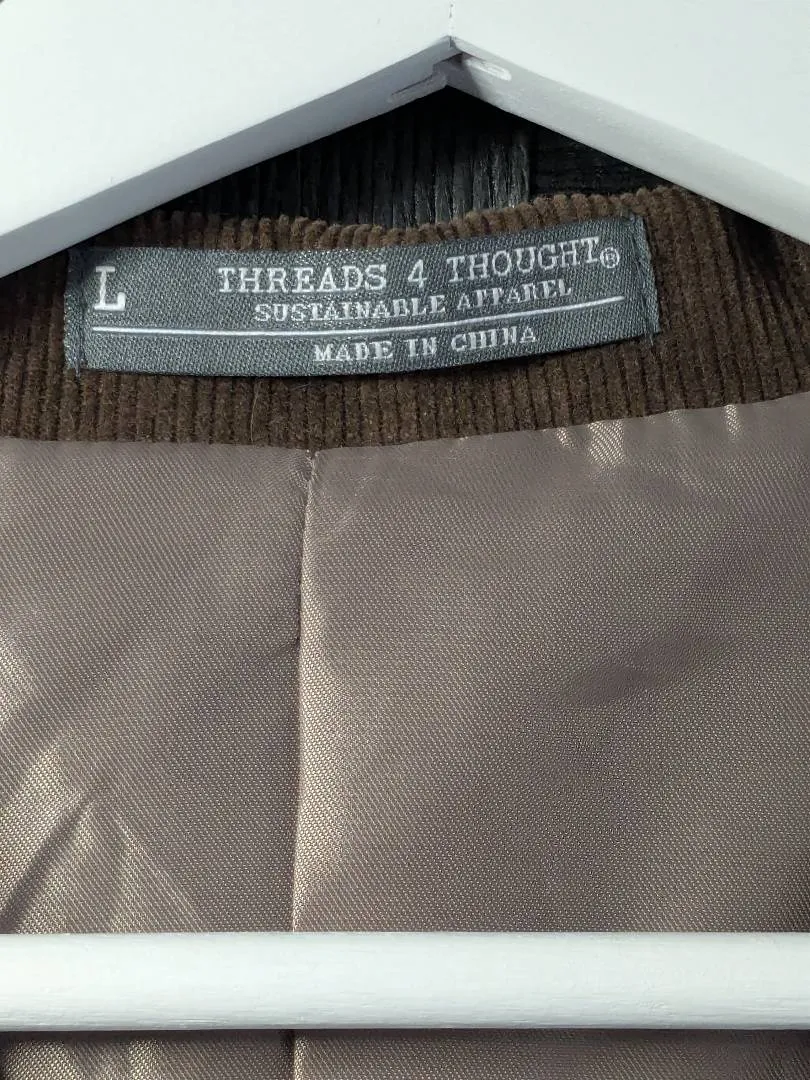 L THREADS 4 THOUGHT®
SUSTAINABLE APPAREL
MADE IN CHINA